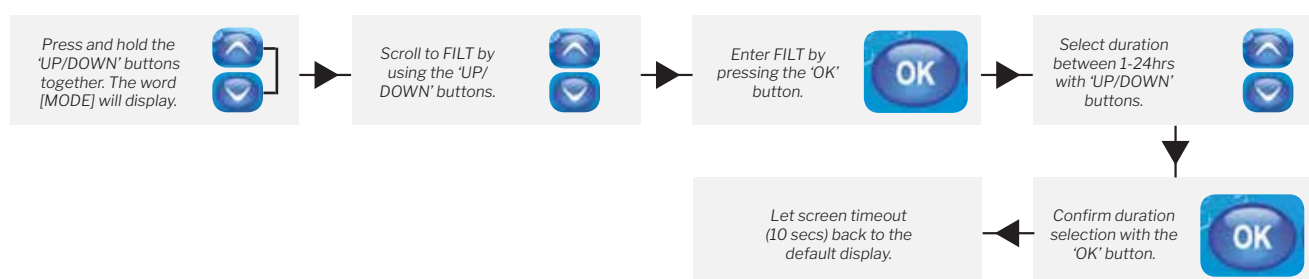 Press and hold the
‘UP/DOWN’ buttons
together. The word
[MODE] will display.
Scroll to FILT by
using the ‘UP/
DOWN’ buttons.
Enter FILT by
pressing the ‘OK’
button.
OK
Select duration
between 1-24hrs
with ‘UP/DOWN’
buttons.
Confirm duration
selection with the
‘OK’ button.
OK
Let screen timeout
(10 secs) back to the
default display.